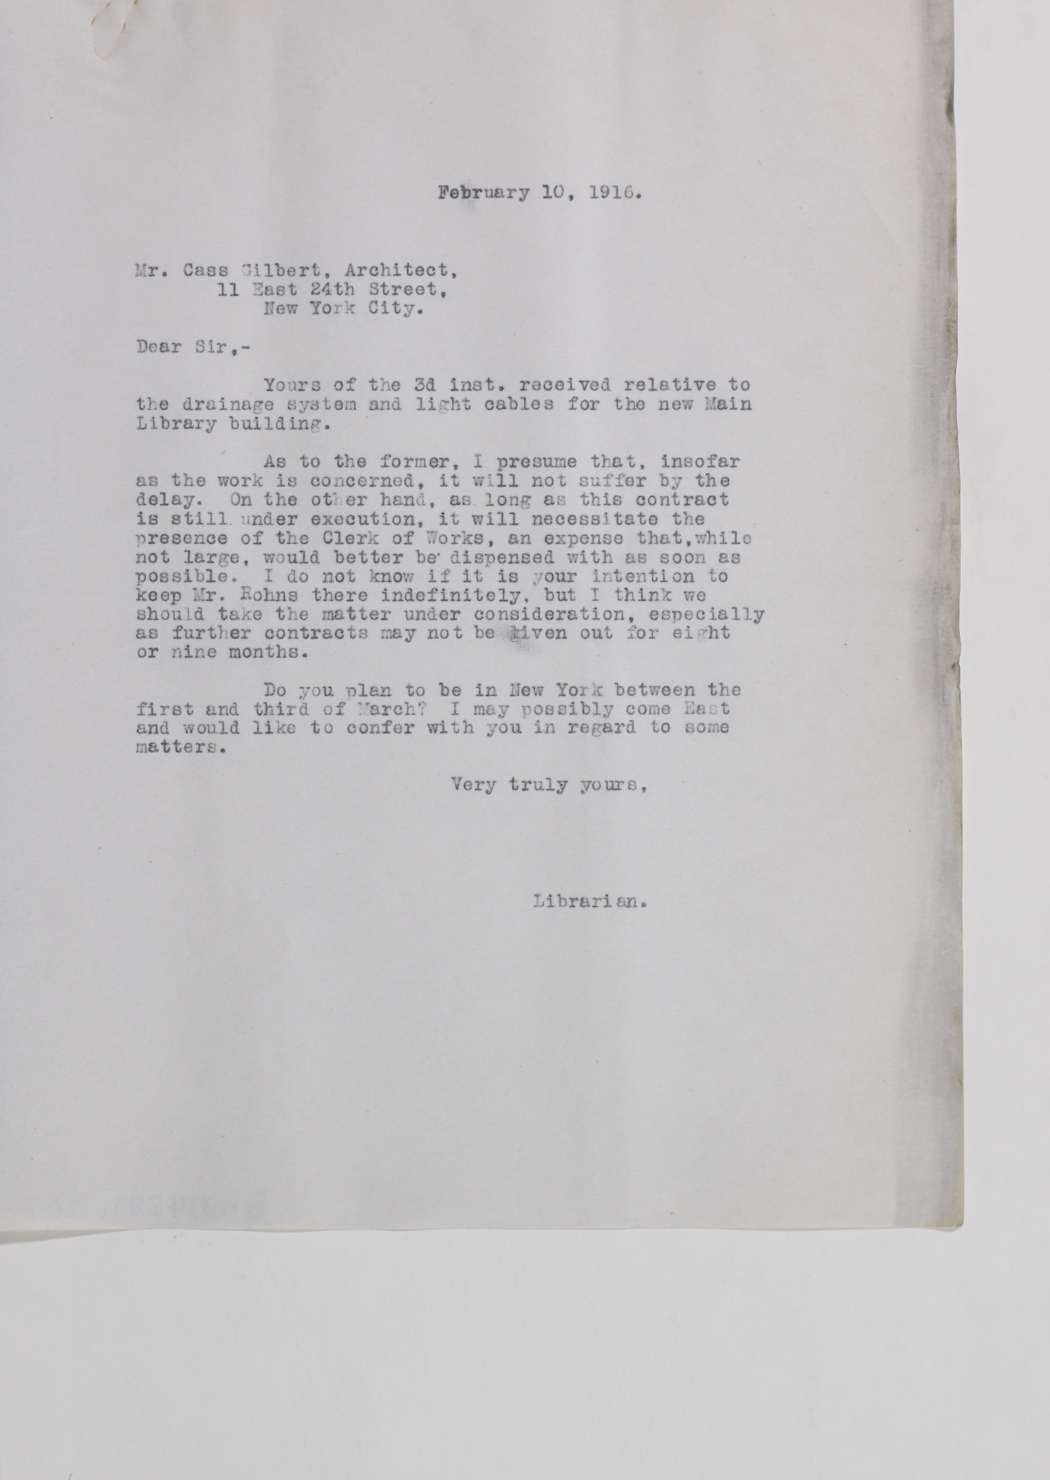 February 10, 1916.
Mr. Cass Gilbert, Architect,
11 East 24th Street,
New York City.
Dear Sir,-
Yours of the 3d inst. received relative to
the drainage system and light cables for the new Main
Library building.
As to the former, I presume that, insofar
as the work is concerned, it will not suffer by the
delay. On the other hand, as long as this contract
is still under execution, it will necessitate the
presence of the Clerk of Works, an expense that,while
not large, would better be dispensed with as soon as
possible. I do not know if it is your intention to
keep Mr. Rohns there indefinitely, but I think we
should take the matter under consideration, especially
as further contracts may not be given out for eight
or nine months.
Do you plan to be in New York between the
first and third of March? I may possibly come East
and would like to confer with you in regard to some
matters.
Very truly yours,
Librarian.